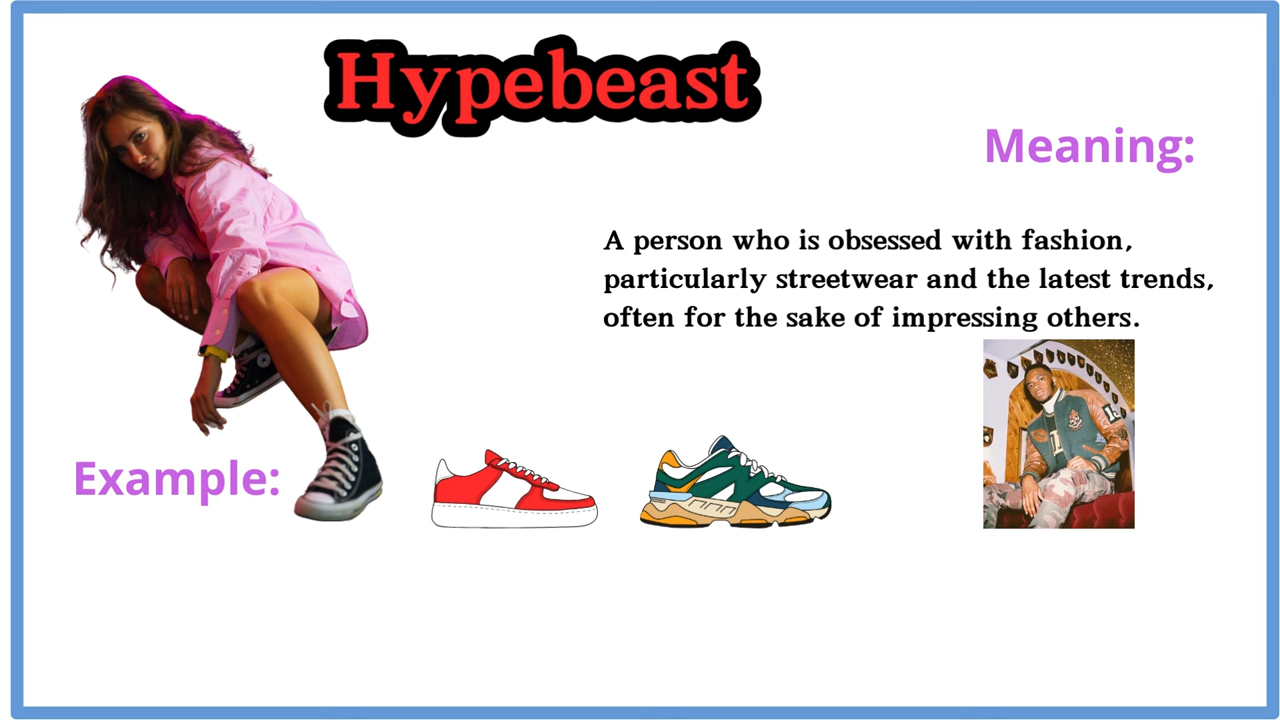 Hypebeast
Meaning:
A person who is obsessed with fashion,
particularly streetwear and the latest trends,
often for the sake of impressing others.
Example: